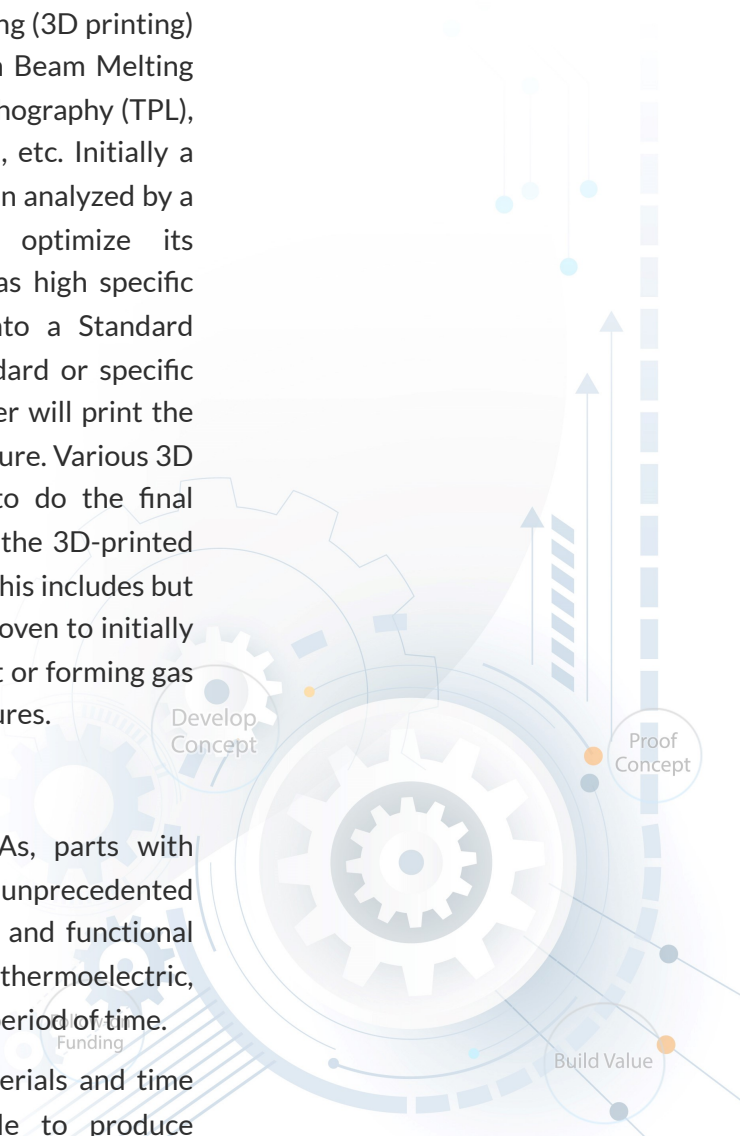 ng (3D printing)
n Beam Melting
nography (TPL),
, etc. Initially a
n analyzed by a
optimize its
as high specific
nto a Standard
dard or specific
er will print the
ure. Various 3D
to do the final
the 3D-printed
his includes but
oven to initially
t or forming gas
ures.
Develop
Concept
Proof
Concept
As, parts with
unprecedented
and functional
thermoelectric,
eriod of time.
Follow-on
Funding
Build Value
erials and time
le to produce